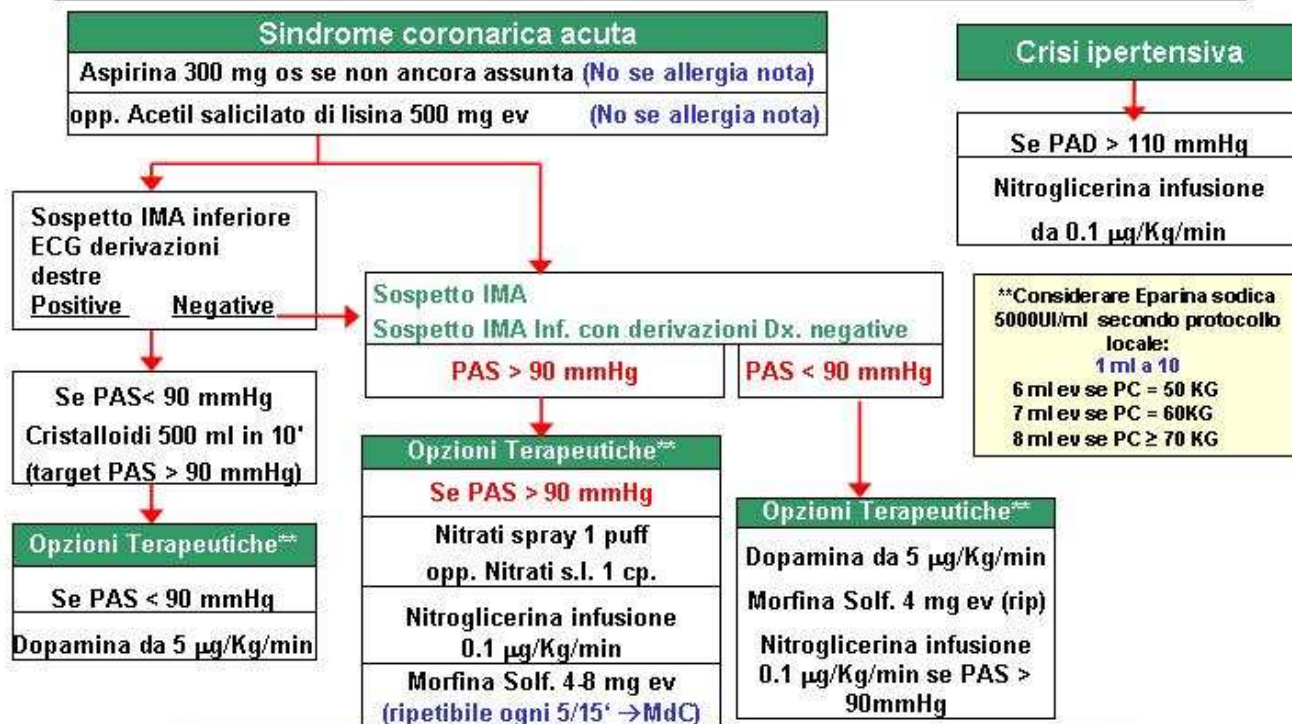 Sindrome coronarica acuta
Aspirina 300 mg os se non ancora assunta (No se allergia nota)
opp. Acetil salicilato di lisina 500 mg ev (No se allergia nota)
Crisi ipertensiva
Se PAD > 110 mmHg
Nitroglicerina infusione
da 0.1 µg/Kg/min
Sospetto IMA inferiore
ECG derivazioni
destre
Positive Negative
Sospetto IMA
Sospetto IMA Inf. con derivazioni Dx. negative
PAS > 90 mmHg
PAS < 90 mmHg
**Considerare Eparina sodica
5000UI/ml secondo protocollo
locale:
1 ml a 10
6 ml ev se PC = 50 KG
7 ml ev se PC = 60KG
8 ml ev se PC ≥ 70 KG
Se PAS< 90 mmHg
Cristalloidi 500 ml in 10'
(target PAS > 90 mmHg)
Opzioni Terapeutiche**
Se PAS < 90 mmHg
Dopamina da 5 µg/Kg/min
Opzioni Terapeutiche**
Se PAS > 90 mmHg
Nitrati spray 1 puff
opp. Nitrati s.l. 1 cp.
Nitroglicerina infusione
0.1 µg/Kg/min
Morfina Solf. 4-8 mg ev
(ripetibile ogni 5/15‘ →MdC)
Opzioni Terapeutiche**
Dopamina da 5 µg/Kg/min
Morfina Solf. 4 mg ev (rip)
Nitroglicerina infusione
0.1 µg/Kg/min se PAS >
90mmHg